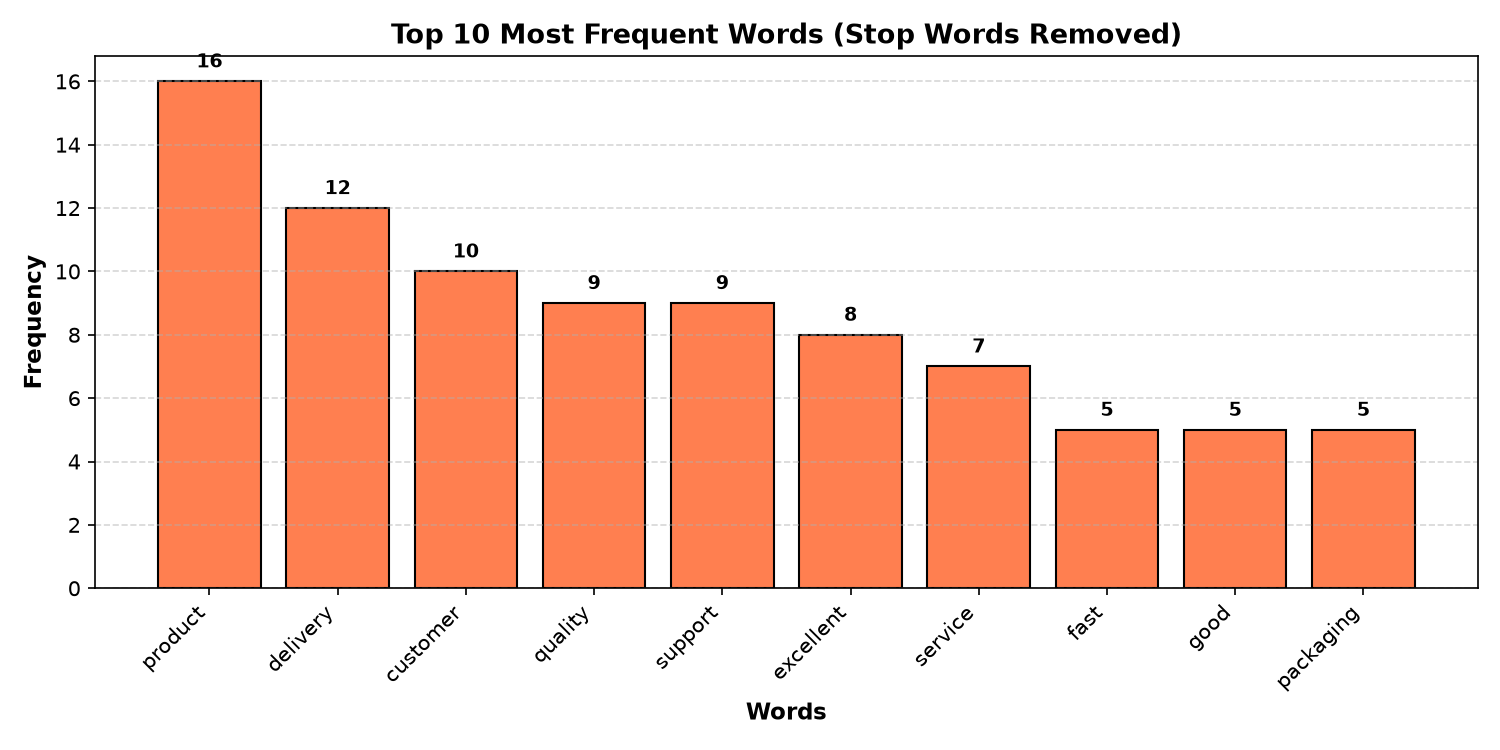 Top 10 Most Frequent Words (Stop Words Removed)
16
12
10
9
9
8
7
5
5
5
16
14
12
10
8
6
4
2
0
Frequency
product
delivery
customer
quality
support
excellent
service
fast
good
packaging
Words